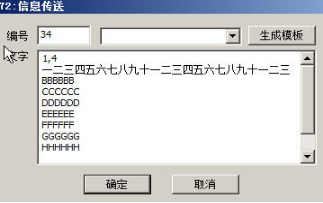 72:信息传送
编号 34 生成模板
文字
1,4
一二三四五六七八九十一二三四五六七八九十一二三
BBBBBB
CCCCCC
DDDDDD
EEEEEE
FFFFFF
GGGGGG
HHHHHH
确定 取消